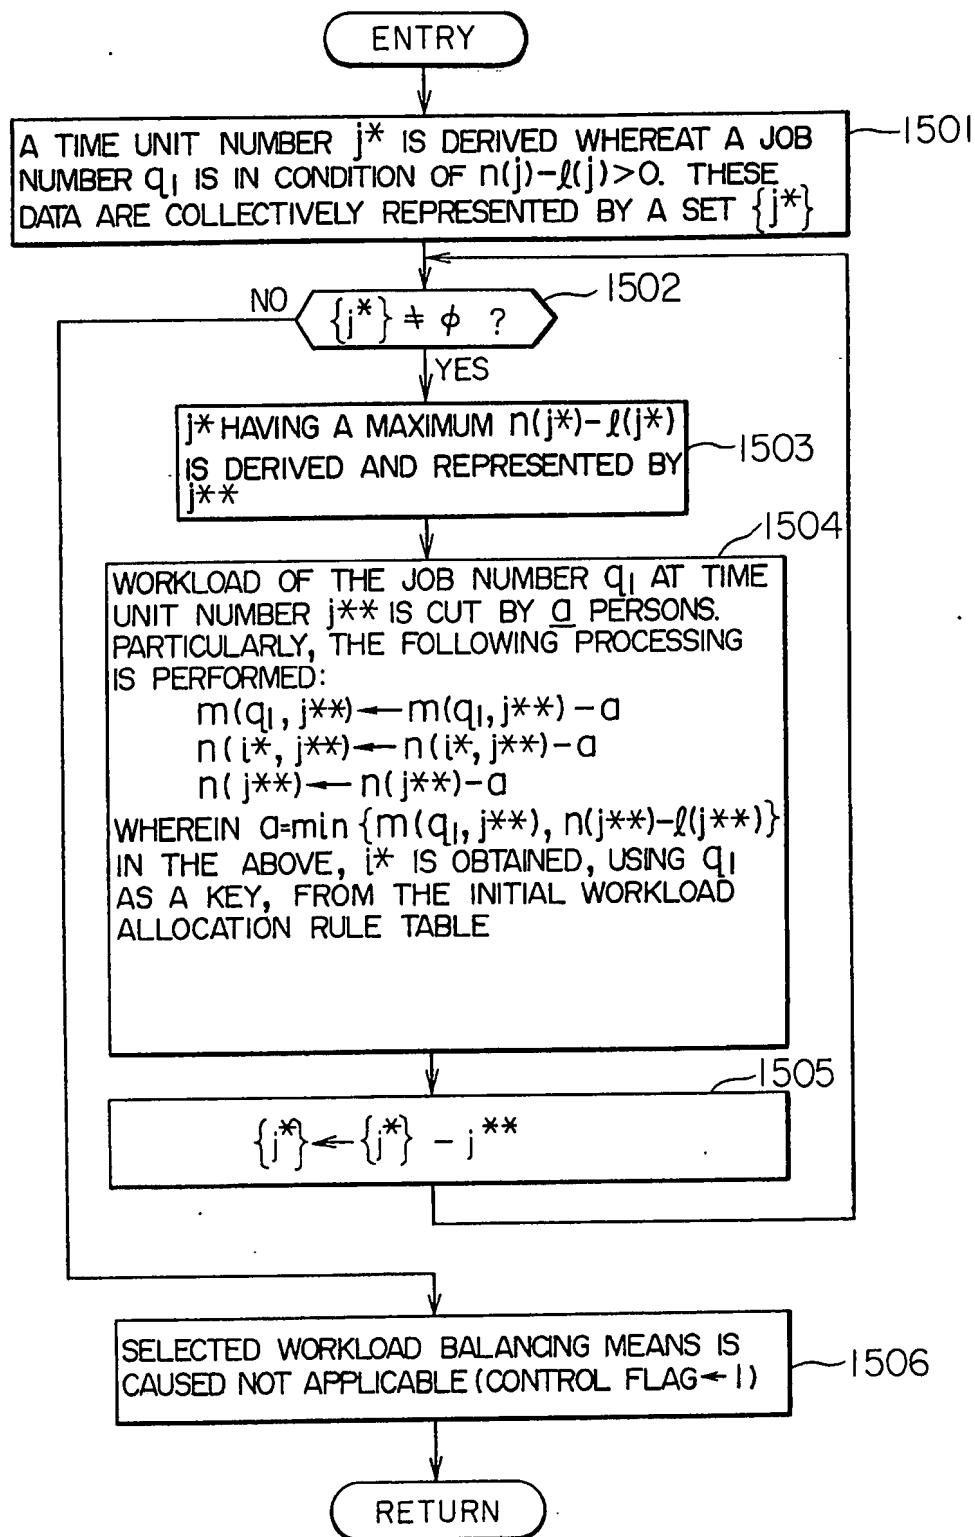 ENTRY
A TIME UNIT NUMBER j* IS DERIVED WHEREAT A JOB
NUMBER q1 IS IN CONDITION OF n(j)-ℓ(j)>0. THESE
DATA ARE COLLECTIVELY REPRESENTED BY A SET {j*}
1501
NO
{j*} ≠ φ ?
1502
YES
j* HAVING A MAXIMUM n(j*)-ℓ(j*)
IS DERIVED AND REPRESENTED BY
j**
1503
1504
WORKLOAD OF THE JOB NUMBER q1 AT TIME
UNIT NUMBER j** IS CUT BY a PERSONS.
PARTICULARLY, THE FOLLOWING PROCESSING
IS PERFORMED:
m(q1, j**)←m(q1, j**)-a
n(i*, j**)←n(i*, j**)-a
n(j**)←n(j**)-a
WHEREIN a=min{m(q1, j**), n(j**)-ℓ(j**)}
IN THE ABOVE, i* IS OBTAINED, USING q1
AS A KEY, FROM THE INITIAL WORKLOAD
ALLOCATION RULE TABLE
1505
{j*}←{j*} - j**
SELECTED WORKLOAD BALANCING MEANS IS
CAUSED NOT APPLICABLE (CONTROL FLAG←1)
1506
RETURN